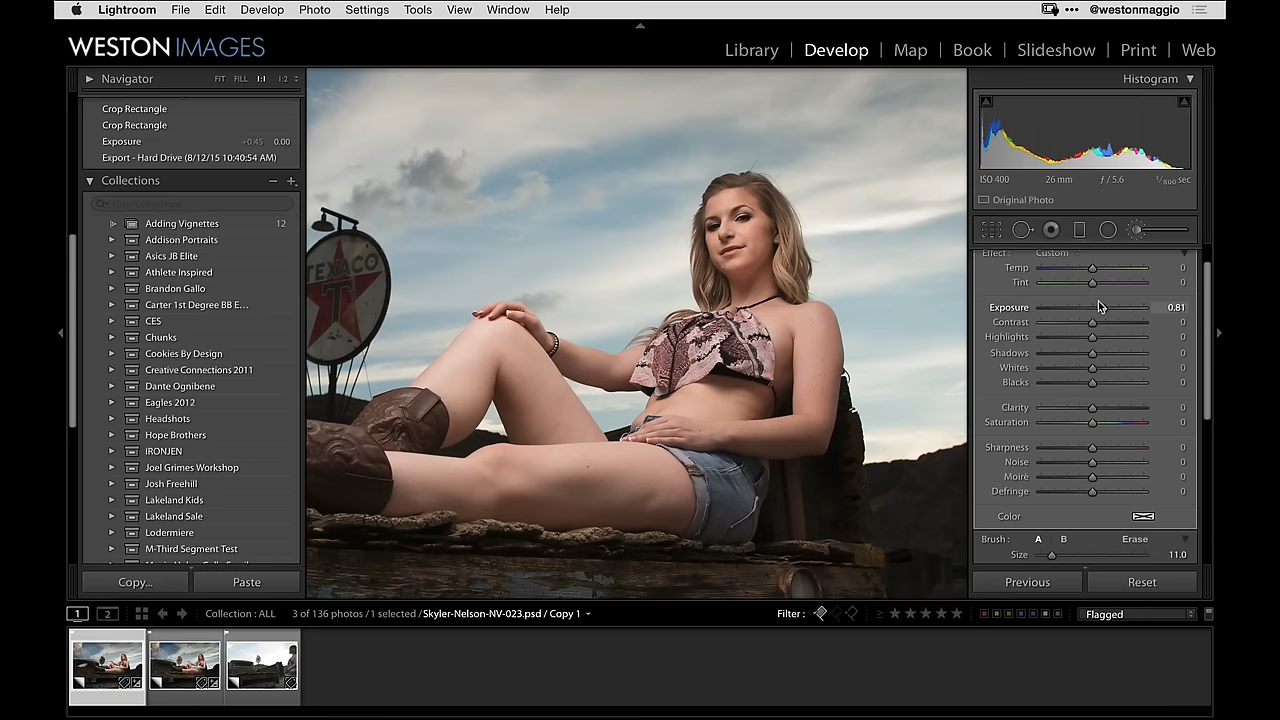 Lightroom File Edit Develop Photo Settings Tools View Window Help @westonmaggio
WESTON IMAGES
Library | Develop | Map | Book | Slideshow | Print | Web
Navigator FIT FILL 1:1 1:2
Histogram
Crop Rectangle
Crop Rectangle
Exposure +0.45 0.00
Export - Hard Drive (8/12/15 10:40:54 AM)
Collections
Filter Collections
Adding Vignettes 12
Addison Portraits
Asics JB Elite
Athlete Inspired
Brandon Gallo
Carter 1st Degree BB E...
CES
Chunks
Cookies By Design
Creative Connections 2011
Dante Ognibene
Eagles 2012
Headshots
Hope Brothers
IRONJEN
Joel Grimes Workshop
Josh Freehill
Lakeland Kids
Lakeland Sale
Lodermiere
M-Third Segment Test
Copy... Paste
TEXACO
T
ISO 400 26 mm ƒ / 5.6 1/800 sec
Original Photo
Effect : Custom
Temp 0
Tint 0
Exposure 0.81
Contrast 0
Highlights 0
Shadows 0
Whites 0
Blacks 0
Clarity 0
Saturation 0
Sharpness 0
Noise 0
Moiré 0
Defringe 0
Color
Brush : A B Erase
Size 11.0
Previous Reset
1 2 Collection : ALL 3 of 136 photos / 1 selected / Skyler-Nelson-NV-023.psd / Copy 1 Filter : ≥ Flagged